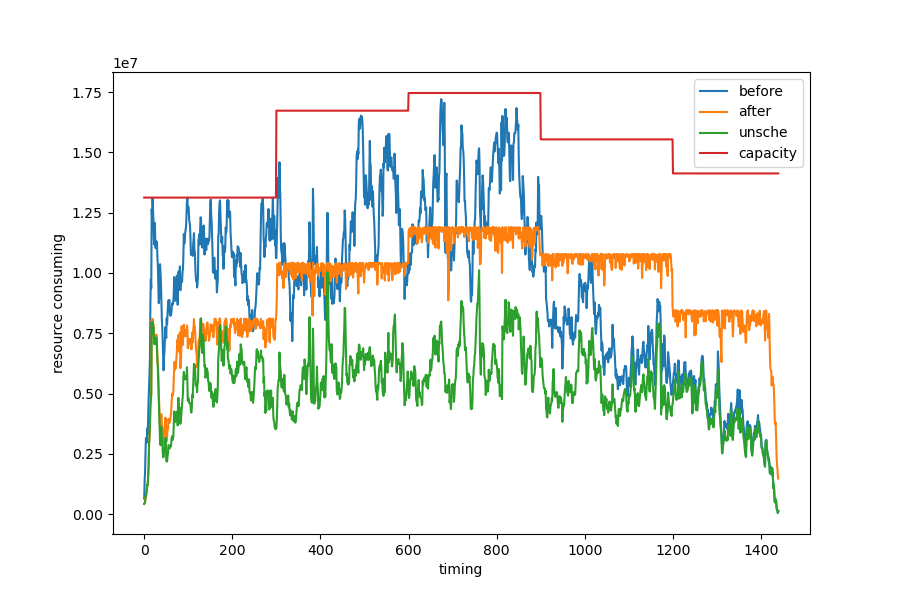 1e7
1.75
1.50
1.25
1.00
0.75
0.50
0.25
0.00
resource consuming
0 200 400 600 800 1000 1200 1400
timing
before
after
unsche
capacity